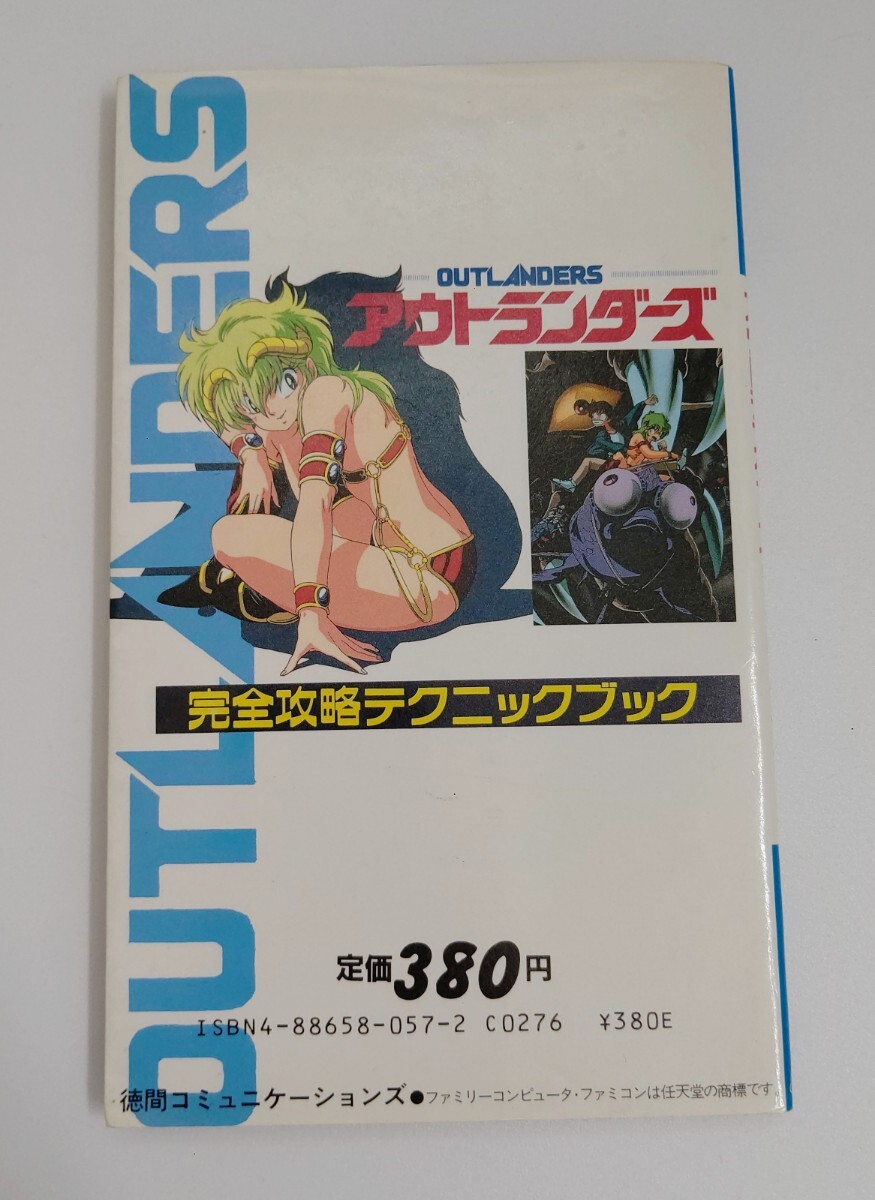 OUTLANDERS
OUTLANDERS
アウトランダーズ
完全攻略テクニックブック
定価380円
ISBN4-88658-057-2 C0276 ¥380E
徳間コミュニケーションズ●ファミリーコンピュータ・ファミコンは任天堂の商標です。